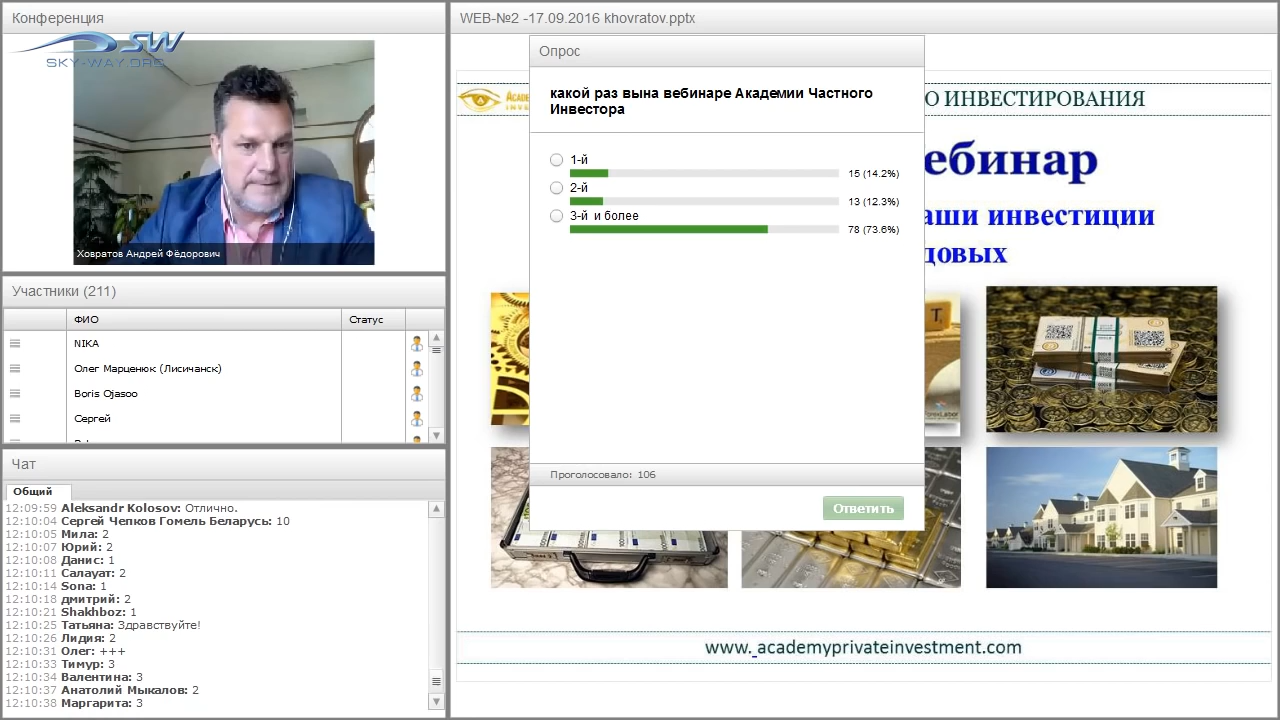 Конференция
SW
SKY-WAY.ORG
Ховратов Андрей Фёдорович
Участники (211)
ФИО
Статус
NIKA
Олег Марценюк (Лисичанск)
Boris Ojasoo
Сергей
Чат
Общий
12:09:59 Aleksandr Kolosov: Отлично.
12:10:04 Сергей Чепков Гомель Беларусь: 10
12:10:05 Мила: 2
12:10:07 Юрий: 2
12:10:08 Данис: 1
12:10:11 Салауат: 2
12:10:14 Sona: 1
12:10:18 дмитрий: 2
12:10:21 Shakhboz: 1
12:10:25 Татьяна: Здравствуйте!
12:10:26 Лидия: 2
12:10:31 Олег: +++
12:10:33 Тимур: 3
12:10:34 Валентина: 3
12:10:37 Анатолий Мыкалов: 2
12:10:38 Маргарита: 3
WEB-№2 -17.09.2016 khovratov.pptx
Опрос
какой раз вына вебинаре Академии Частного
Инвестора
1-й
15 (14.2%)
2-й
13 (12.3%)
3-й и более
78 (73.6%)
Проголосовало: 106
Ответить
О ИНВЕСТИРОВАНИЯ
ебинар
аши инвестиции
довых
www._academyprivateinvestment.com